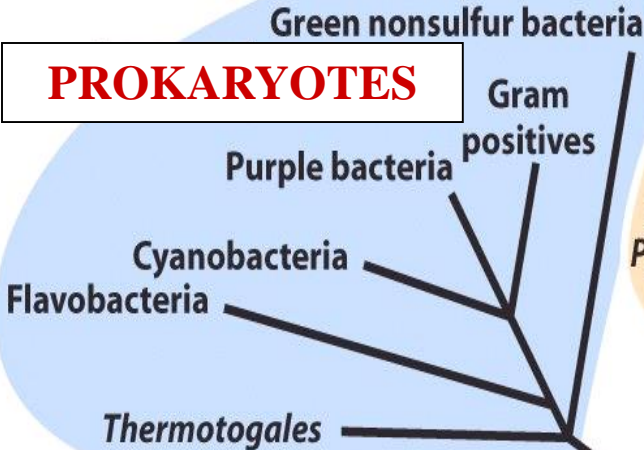 Green nonsulfur bacteria
PROKARYOTES
Gram
positives
Purple bacteria
Cyanobacteria
Flavobacteria
Thermotogales
P